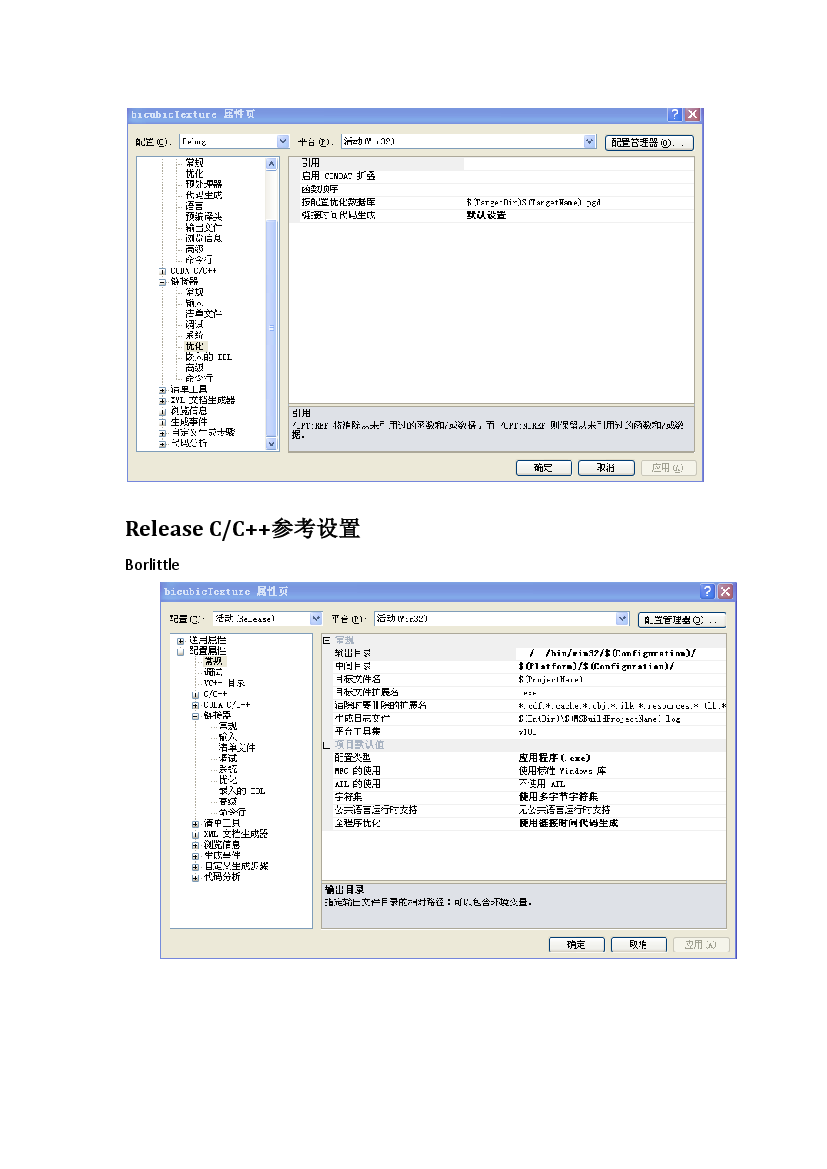 bicubicTexture 属性页
配置(C): Debug 平台(P): 活动(Win32) 配置管理器(O)...
常规
优化
预处理器
代码生成
语言
预编译头
输出文件
浏览信息
高级
命令行
CUDA C/C++
链接器
常规
输入
清单文件
调试
系统
优化
嵌入的 IDL
高级
命令行
清单工具
XML 文档生成器
浏览信息
生成事件
自定义生成步骤
代码分析
引用
启用 COMDAT 折叠
函数顺序
按配置优化数据库 $(TargetDir)$(TargetName).pgd
链接时间代码生成 默认设置
引用
/OPT:REF 将消除从未引用过的函数和/或数据，而 /OPT:NOREF 则保留从未引用过的函数和/或数
据。
确定 取消 应用(A)
Release C/C++参考设置
Borlittle
bicubicTexture 属性页
配置(C): 活动(Release) 平台(P): 活动(Win32) 配置管理器(O)...
通用属性
配置属性
常规
调试
VC++ 目录
C/C++
CUDA C/C++
链接器
常规
输入
清单文件
调试
系统
优化
嵌入的 IDL
高级
命令行
清单工具
XML 文档生成器
浏览信息
生成事件
自定义生成步骤
代码分析
常规
输出目录 / /bin/win32/$(Configuration)/
中间目录 $(Platform)/$(Configuration)/
目标文件名 $(ProjectName)
目标文件扩展名 .exe
清除时要删除的扩展名 *.cdf;*.cache;*.obj;*.ilk;*.resources;*.tlb;*
生成日志文件 $(IntDir)\$(MSBuildProjectName).log
平台工具集 v100
项目默认值
配置类型 应用程序(.exe)
MFC 的使用 使用标准 Windows 库
ATL 的使用 不使用 ATL
字符集 使用多字节字符集
公共语言运行时支持 无公共语言运行时支持
全程序优化 使用链接时间代码生成
输出目录
指定输出文件目录的相对路径；可以包含环境变量。
确定 取消 应用(A)